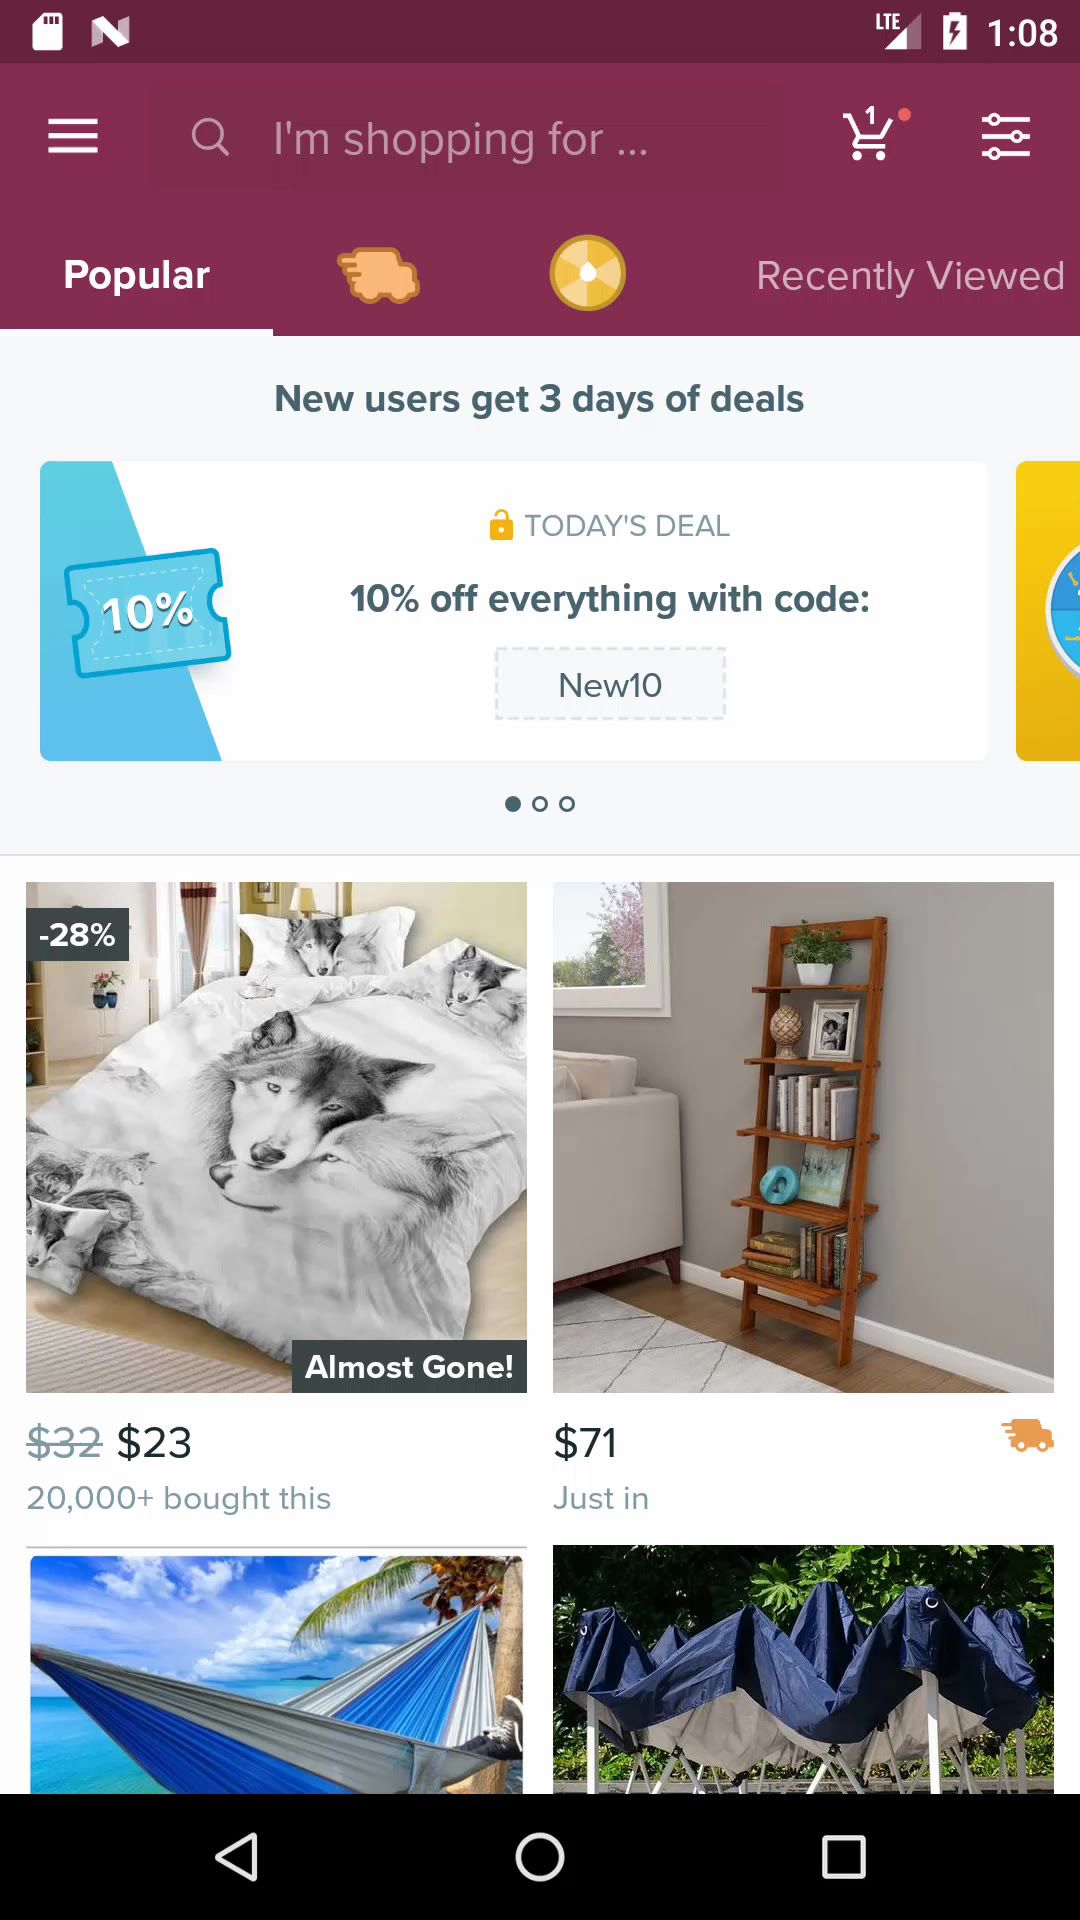 LTE 1:08
I'm shopping for ...
1
Popular
Recently Viewed
New users get 3 days of deals
TODAY'S DEAL
10% off everything with code:
10%
New10
-28%
Almost Gone!
$32 $23
20,000+ bought this
$71
Just in